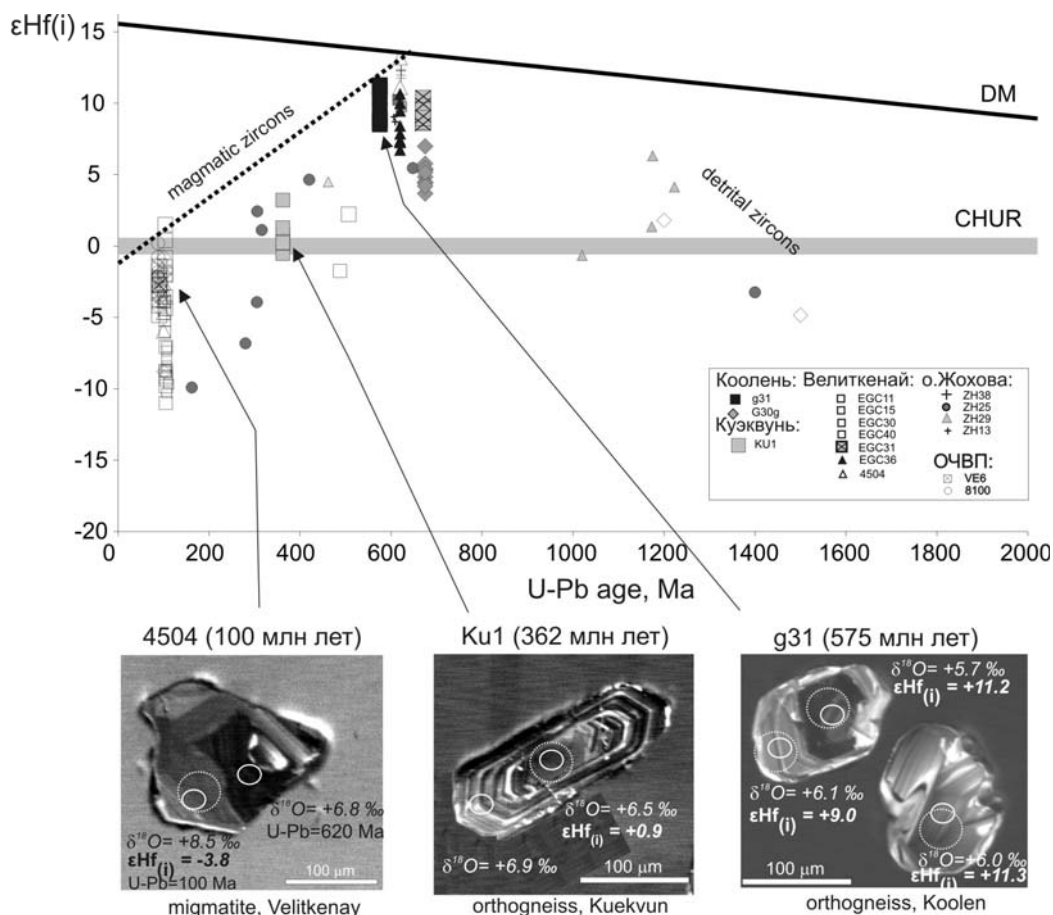 εHf(i)
15
10
5
0
-5
-10
-15
-20
DM
CHUR
magmatic zircons
detrital zircons
0 200 400 600 800 1000 1200 1400 1600 1800 2000
U-Pb age, Ma
Коолень:
g31
G30g
Куэквунь:
KU1
Велиткенай:
EGC11
EGC15
EGC30
EGC40
EGC31
EGC36
4504
о.Жохова:
ZH38
ZH25
ZH29
ZH13
ОЧВП:
VE6
8100
4504 (100 млн лет)
δ¹⁸O= +6.8 ‰
U-Pb=620 Ma
δ¹⁸O= +8.5 ‰
εHf(i) = -3.8
U-Pb=100 Ma
100 μm
migmatite, Velitkenay
Ku1 (362 млн лет)
δ¹⁸O= +6.5 ‰
εHf(i) = +0.9
δ¹⁸O= +6.9 ‰
100 μm
orthogneiss, Kuekvun
g31 (575 млн лет)
δ¹⁸O= +5.7 ‰
εHf(i) = +11.2
δ¹⁸O= +6.1 ‰
εHf(i) = +9.0
δ¹⁸O= +6.0 ‰
εHf(i) = +11.3
100 μm
orthogneiss, Koolen